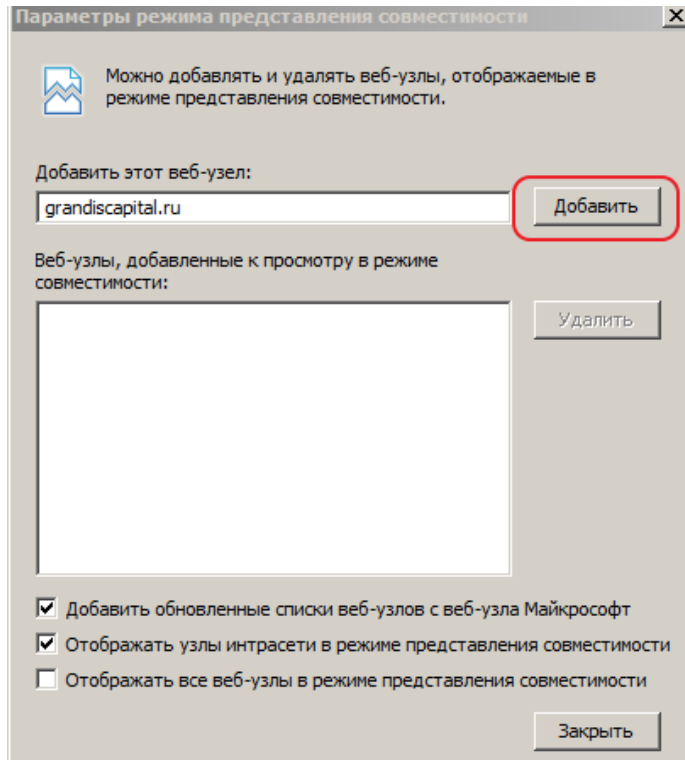 Параметры режима представления совместимости
Можно добавлять и удалять веб-узлы, отображаемые в
режиме представления совместимости.
Добавить этот веб-узел:
grandiscapital.ru
Добавить
Веб-узлы, добавленные к просмотру в режиме
совместимости:
Удалить
Добавить обновленные списки веб-узлов с веб-узла Майкрософт
Отображать узлы интрасети в режиме представления совместимости
Отображать все веб-узлы в режиме представления совместимости
Закрыть